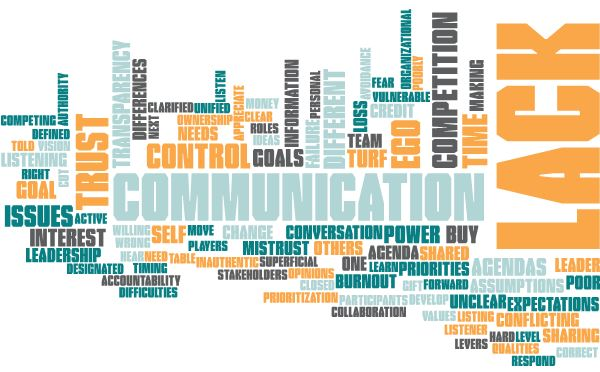 LACK
COMMUNICATION
COMPETING
AUTHORITY
DEFINED
TOLD
VISION
LISTENING
RIGHT
CUT
GOAL
TRUST
ISSUES
ACTIVE
INTEREST
LEADERSHIP
DESIGNATED
TIMING
ACCOUNTABILITY
DIFFICULTIES
TRANSPARENCY
DIFFERENCES
NEXT
CLARIFIED
UNIFIED
LISTEN
OWNERSHIP
NEEDS
APPRECIATE
MONEY
CLEAR
ROLES
IDEAS
CONTROL
GOALS
INFORMATION
FAILURE
PERSONAL
DIFFERENT
LOSS
AVOIDANCE
FEAR
VULNERABLE
CREDIT
ORGANIZATIONAL
POORLY
TEAM
TURF
EGO
COMPETITION
TIME
MAKING
WILLING
WRONG
SELF
MOVE
PLAYERS
CHANGE
CONVERSATION
POWER
BUY
HEAR
NEED
TABLE
INAUTHENTIC
MISTRUST
OTHERS
SUPERFICIAL
STAKEHOLDERS
OPINIONS
CLOSED
PRIORITIZATION
AGENDA
SHARED
ONE
LEARN
PRIORITIES
BURNOUT
GIFT
FORWARD
PARTICIPANTS
DEVELOP
COLLABORATION
AGENDAS
LEADER
ASSUMPTIONS
POOR
UNCLEAR
EXPECTATIONS
VALUES
LISTING
CONFLICTING
LISTENER
HARD
LEVEL
SHARING
LEVERS
QUALITIES
CORRECT
RESPOND